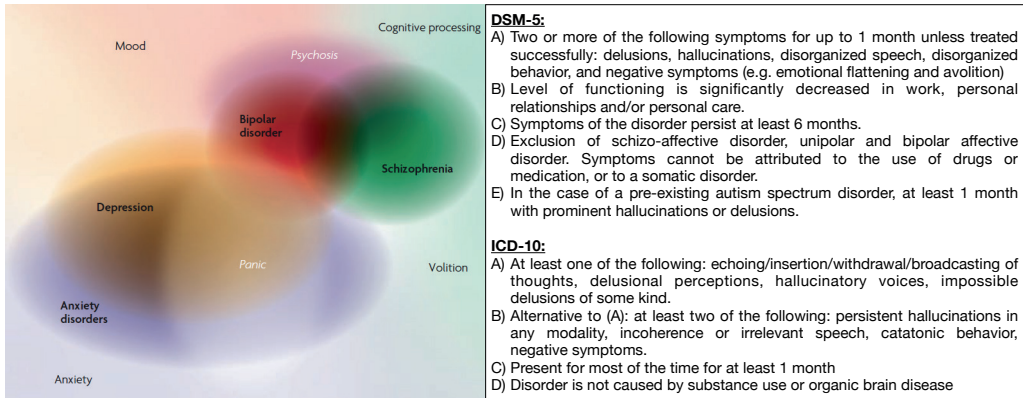 Mood
Cognitive processing
Psychosis
Bipolar
disorder
Schizophrenia
Depression
Panic
Volition
Anxiety
disorders
Anxiety
DSM-5:
A) Two or more of the following symptoms for up to 1 month unless treated
successfully: delusions, hallucinations, disorganized speech, disorganized
behavior, and negative symptoms (e.g. emotional flattening and avolition)
B) Level of functioning is significantly decreased in work, personal
relationships and/or personal care.
C) Symptoms of the disorder persist at least 6 months.
D) Exclusion of schizo-affective disorder, unipolar and bipolar affective
disorder. Symptoms cannot be attributed to the use of drugs or
medication, or to a somatic disorder.
E) In the case of a pre-existing autism spectrum disorder, at least 1 month
with prominent hallucinations or delusions.
ICD-10:
A) At least one of the following: echoing/insertion/withdrawal/broadcasting of
thoughts, delusional perceptions, hallucinatory voices, impossible
delusions of some kind.
B) Alternative to (A): at least two of the following: persistent hallucinations in
any modality, incoherence or irrelevant speech, catatonic behavior,
negative symptoms.
C) Present for most of the time for at least 1 month
D) Disorder is not caused by substance use or organic brain disease